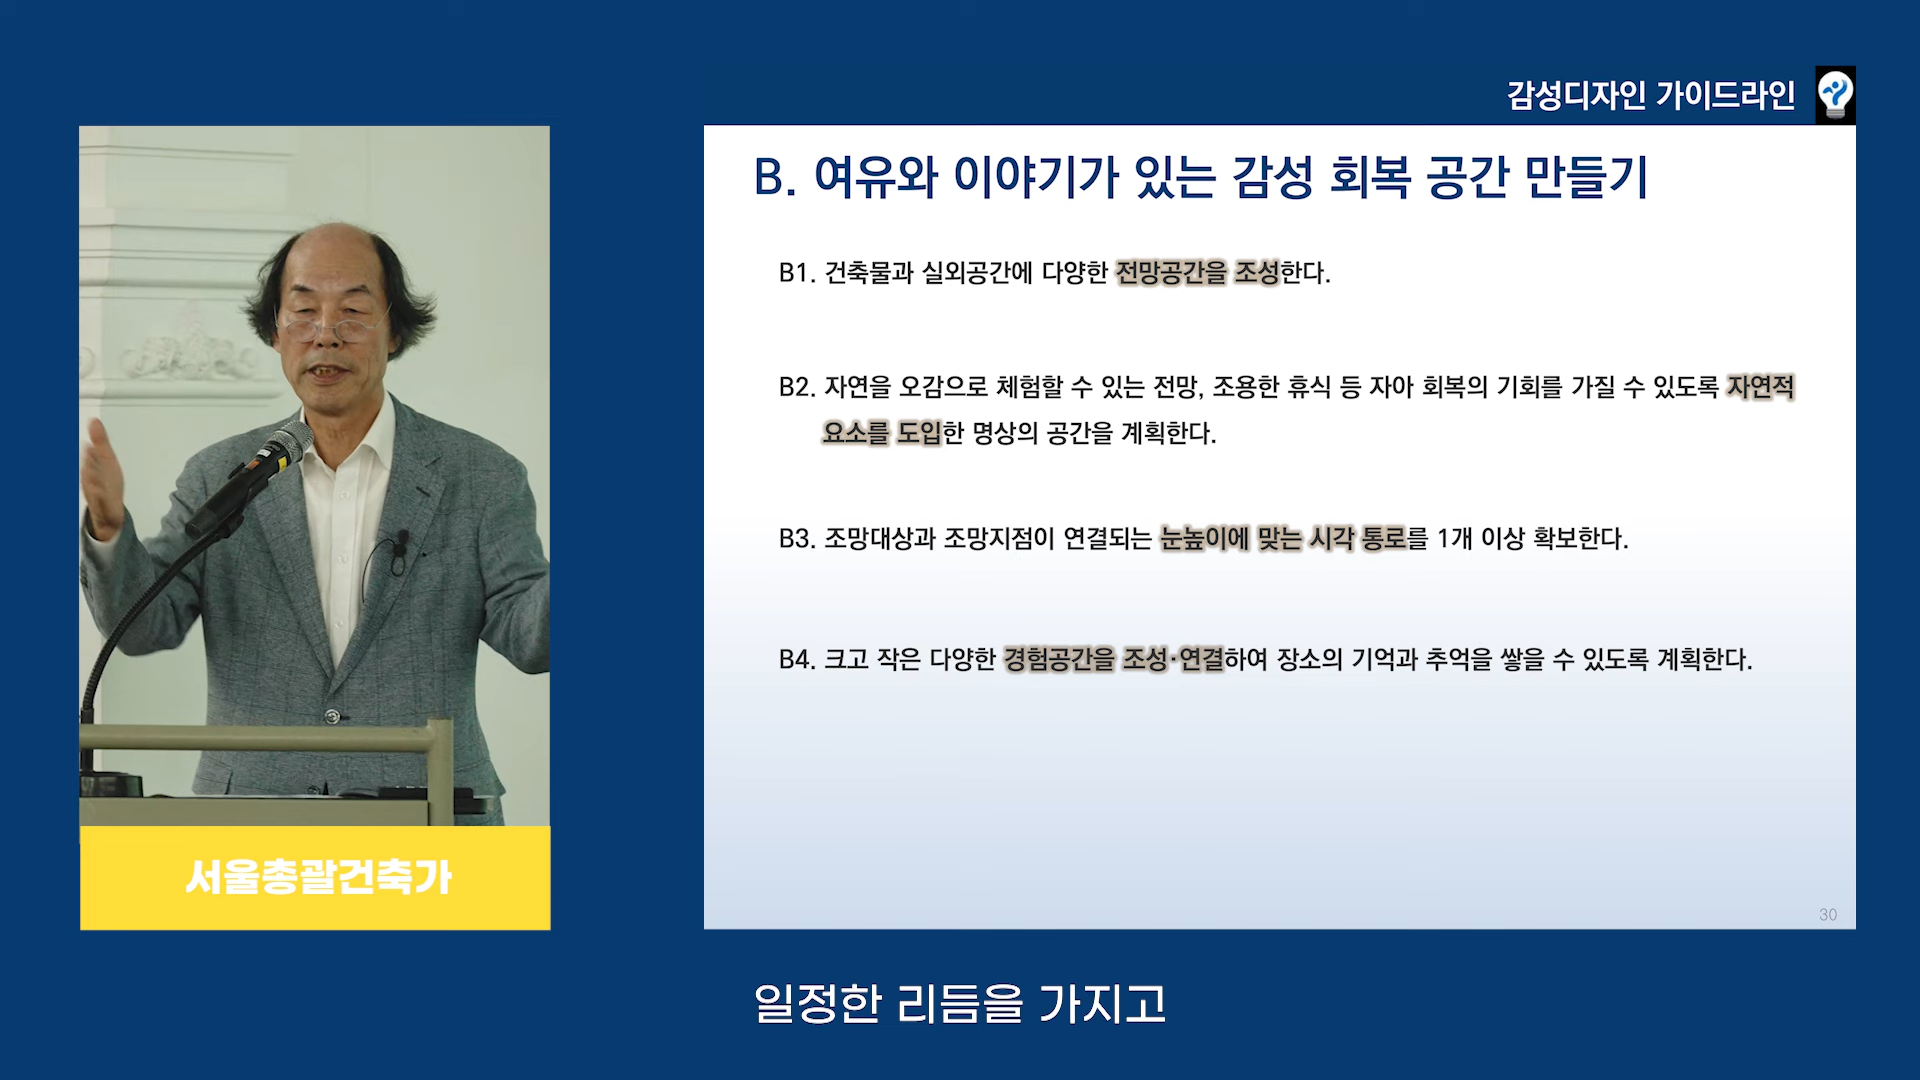 감성디자인 가이드라인
B. 여유와 이야기가 있는 감성 회복 공간 만들기
B1. 건축물과 실외공간에 다양한 전망공간을 조성한다.
B2. 자연을 오감으로 체험할 수 있는 전망, 조용한 휴식 등 자아 회복의 기회를 가질 수 있도록 자연적
요소를 도입한 명상의 공간을 계획한다.
B3. 조망대상과 조망지점이 연결되는 눈높이에 맞는 시각 통로를 1개 이상 확보한다.
B4. 크고 작은 다양한 경험공간을 조성·연결하여 장소의 기억과 추억을 쌓을 수 있도록 계획한다.
30
서울총괄건축가
일정한 리듬을 가지고